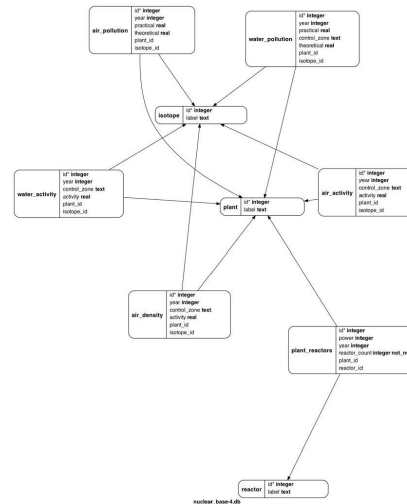 air_pollution
id* integer
year integer
practical real
theoretical real
plant_id
isotope_id
water_pollution
id* integer
year integer
practical real
control_zone text
theoretical real
plant_id
isotope_id
isotope
id* integer
label text
water_activity
id* integer
year integer
control_zone text
activity real
plant_id
isotope_id
plant
id* integer
label text
air_activity
id* integer
year integer
control_zone text
activity real
plant_id
isotope_id
air_density
id* integer
year integer
control_zone text
activity real
plant_id
isotope_id
plant_reactors
id* integer
power integer
year integer
reactor_count integer not_n
plant_id
reactor_id
reactor
id* integer
label text
nuclear_base-4.db